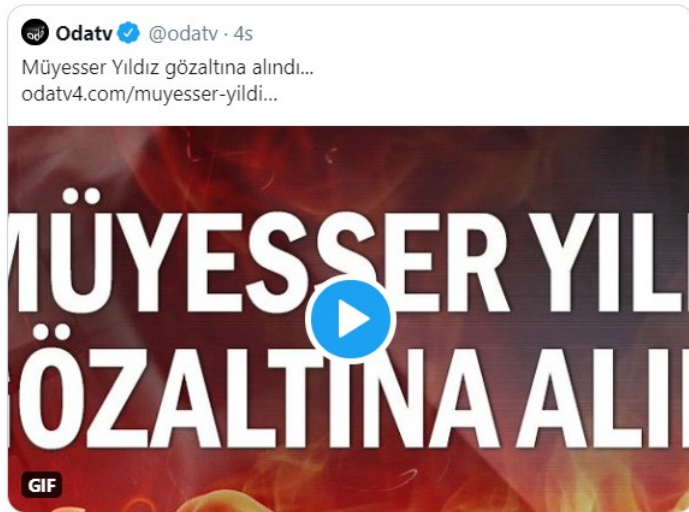 Odatv @odatv · 4s
Müyesser Yıldız gözaltına alındı...
odatv4.com/muyesser-yildi...
MÜYESSER YIL
GÖZALTINA ALI
GIF